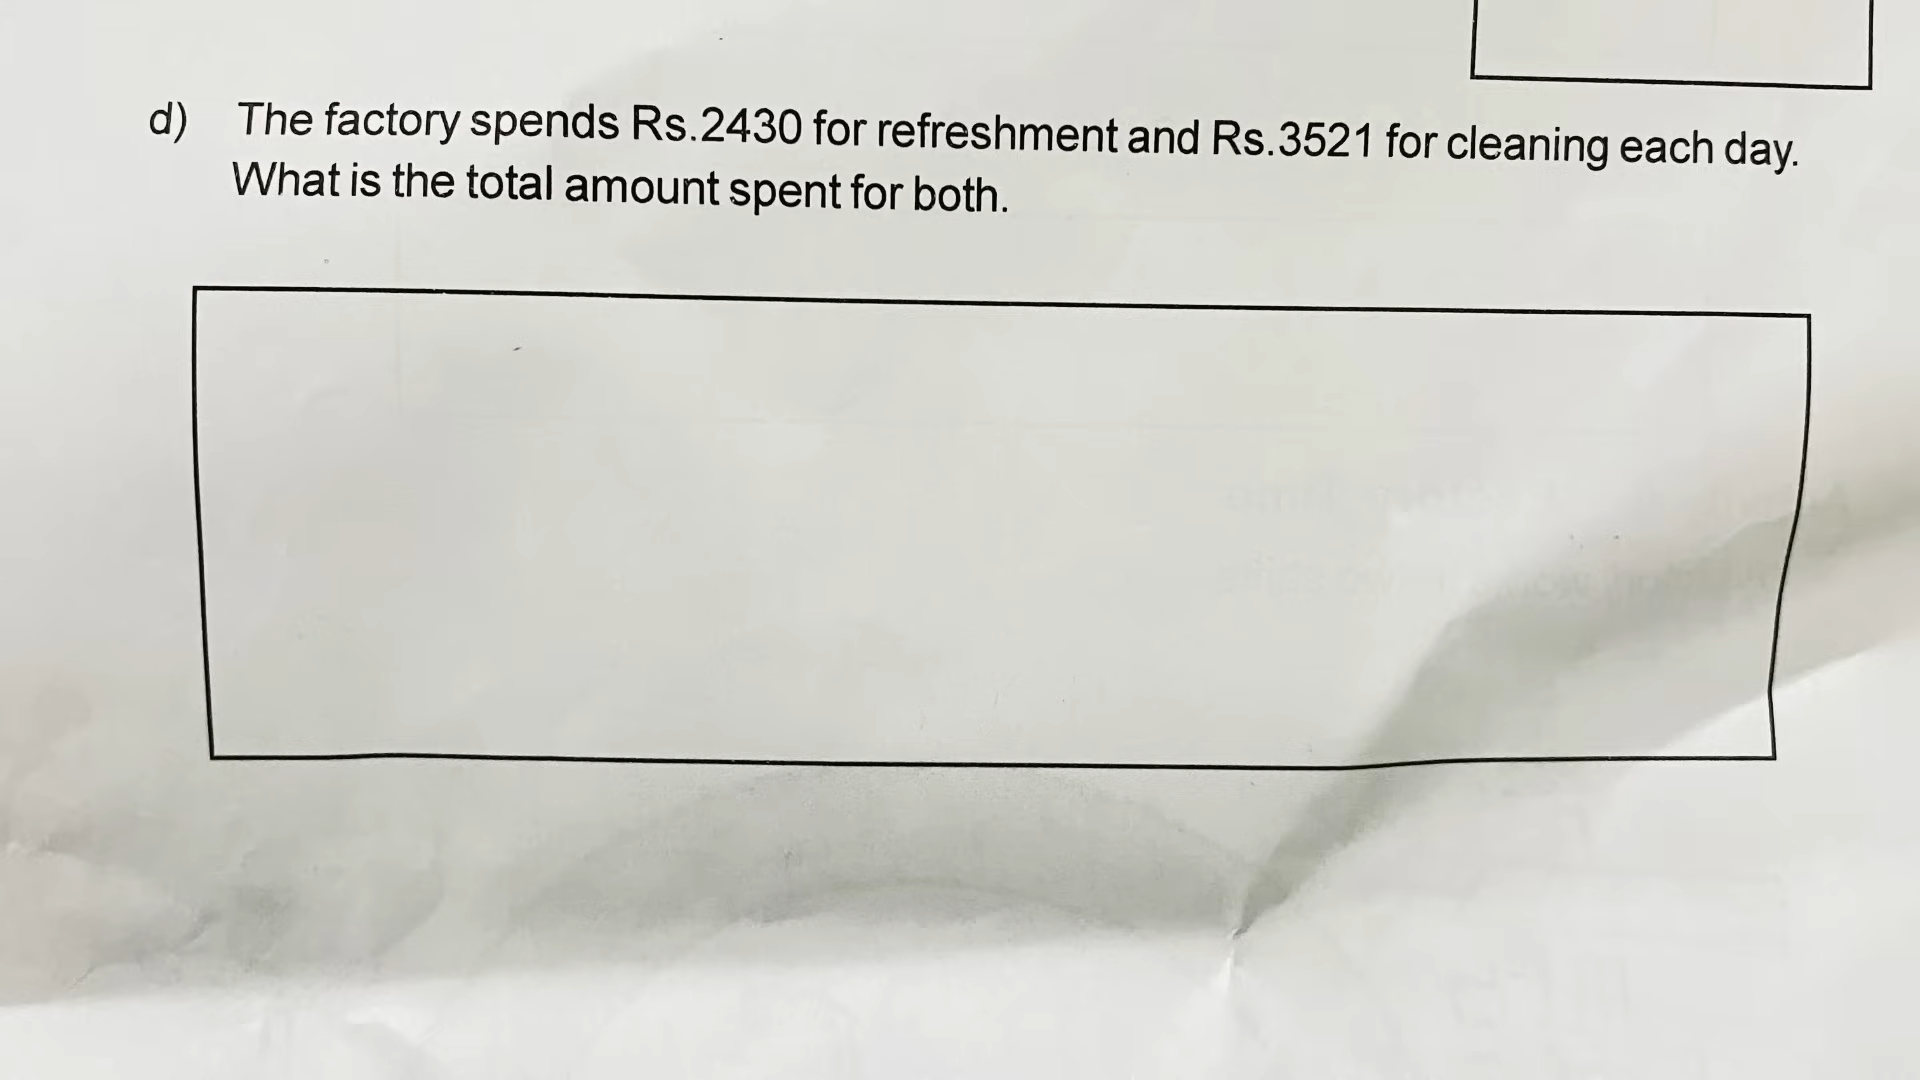 d) The factory spends Rs.2430 for refreshment and Rs.3521 for cleaning each day.
What is the total amount spent for both.